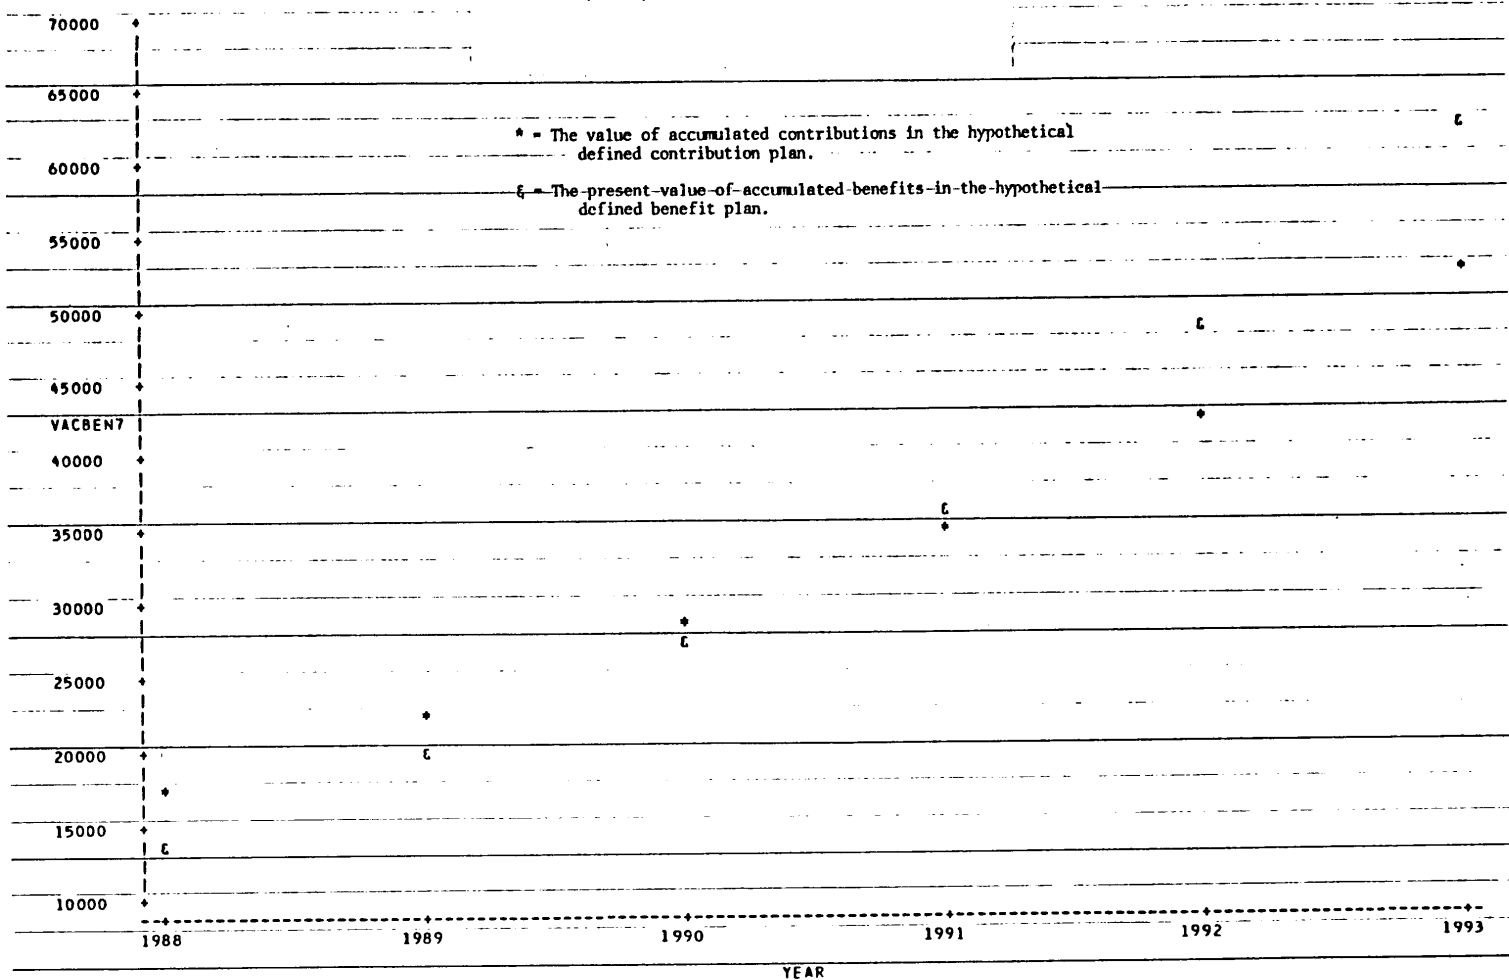 70000
65000
* = The value of accumulated contributions in the hypothetical
defined contribution plan.
60000
£ = The present value of accumulated benefits in the hypothetical
defined benefit plan.
55000
50000
45000
VACBEN7
40000
35000
30000
25000
20000
15000
10000
1988 1989 1990 1991 1992 1993
YEAR